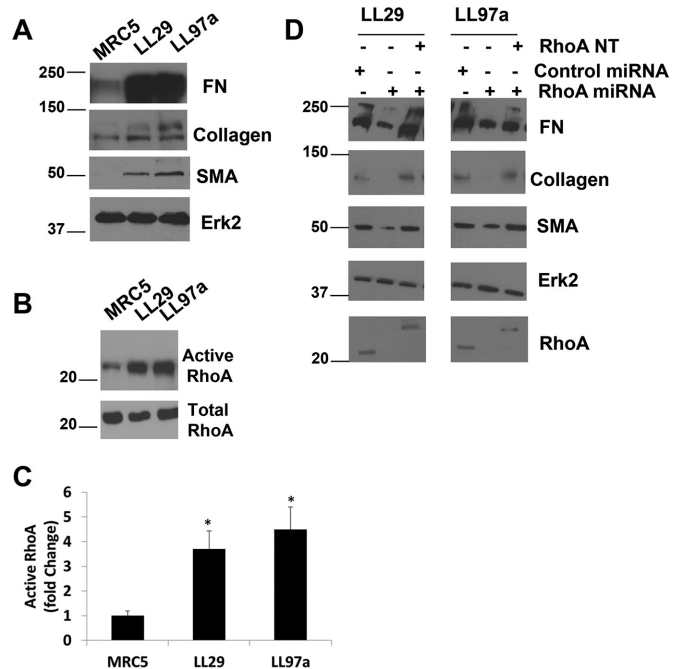 A
MRC5
LL29
LL97a
250
FN
150
Collagen
50
SMA
37
Erk2
B
MRC5
LL29
LL97a
Active
RhoA
20
Total
RhoA
20
C
Active RhoA
(fold Change)
6
5
4
3
2
1
0
*
*
MRC5
LL29
LL97a
D
LL29
LL97a
- - +
- - +
RhoA NT
+ - -
+ - -
Control miRNA
- + +
- + +
RhoA miRNA
250
FN
150
Collagen
50
SMA
37
Erk2
20
RhoA